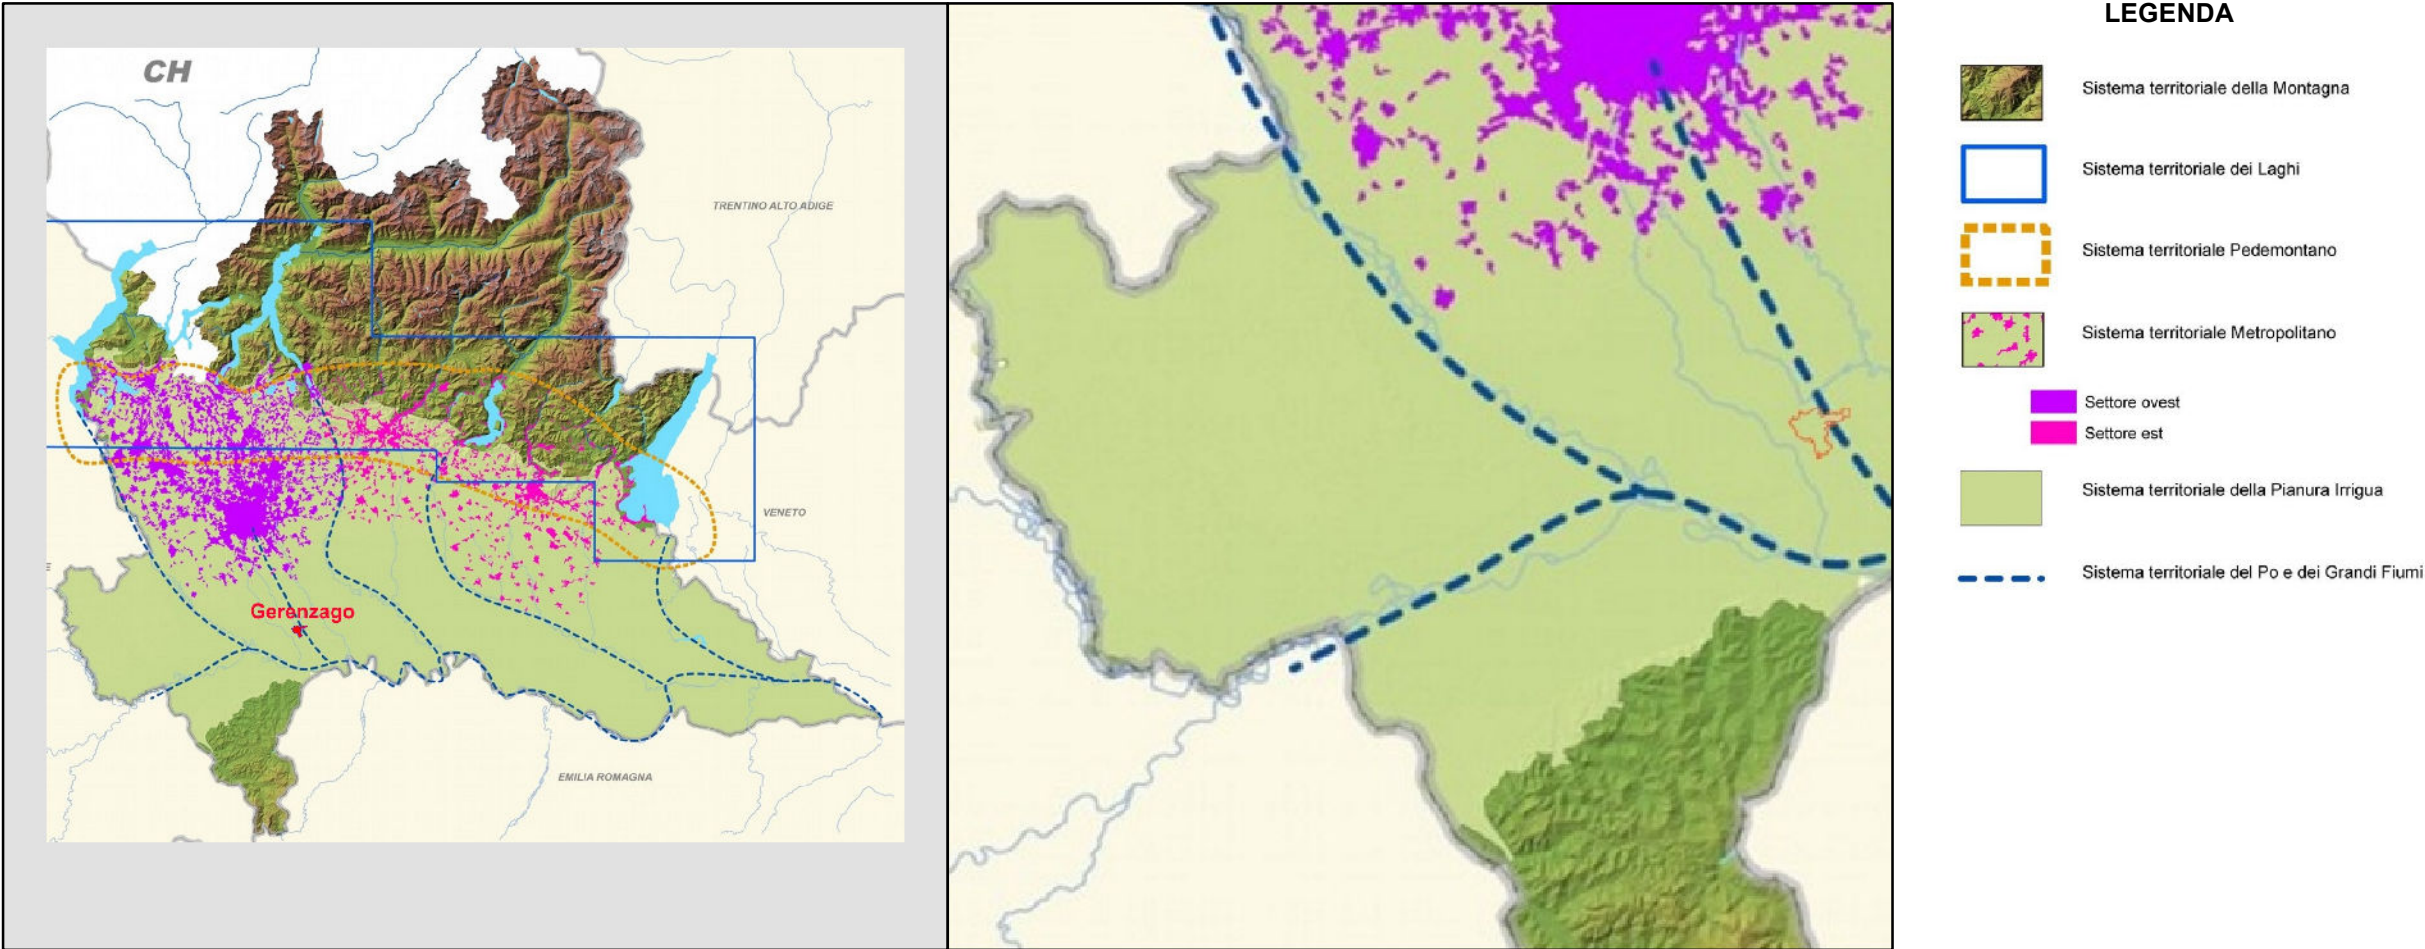 CH
TRENTINO ALTO ADIGE
VENETO
E
Gerenzago
EMILIA ROMAGNA
LEGENDA
Sistema territoriale della Montagna
Sistema territoriale dei Laghi
Sistema territoriale Pedemontano
Sistema territoriale Metropolitano
Settore ovest
Settore est
Sistema territoriale della Pianura Irrigua
Sistema territoriale del Po e dei Grandi Fiumi